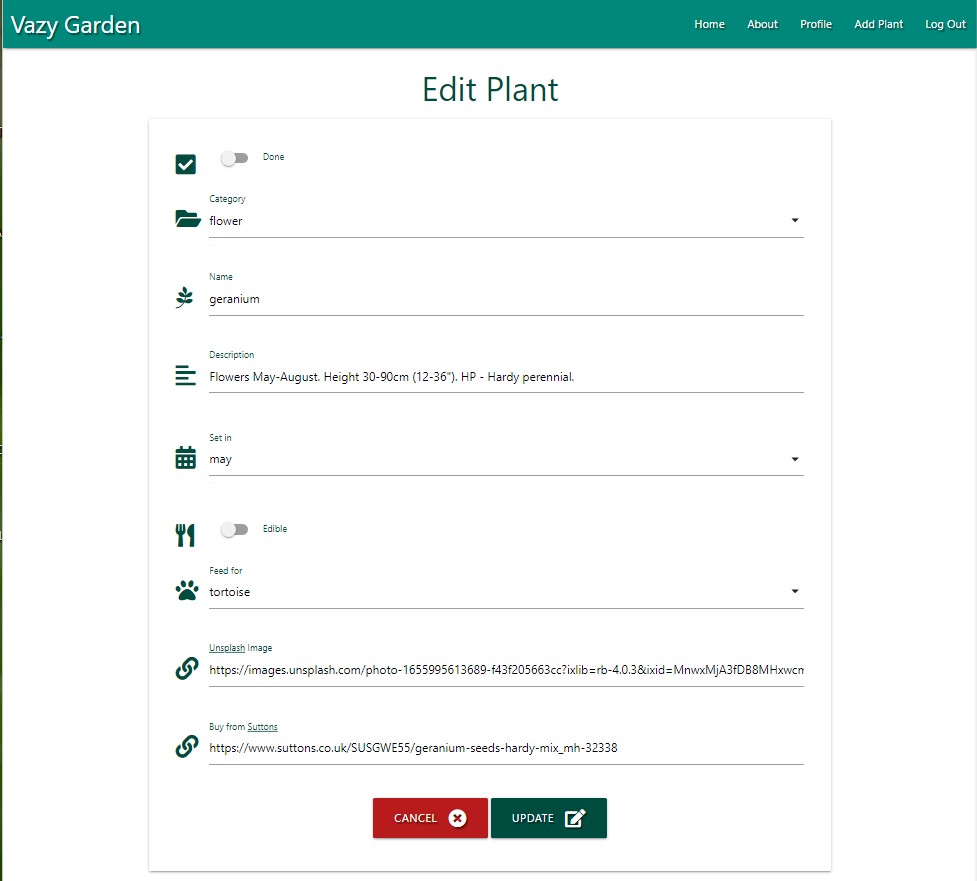 Vazy Garden Home About Profile Add Plant Log Out
Edit Plant
Done
Category
flower
Name
geranium
Description
Flowers May-August. Height 30-90cm (12-36"). HP - Hardy perennial.
Set in
may
Edible
Feed for
tortoise
Unsplash Image
https://images.unsplash.com/photo-1655995613689-f43f205663cc?ixlib=rb-4.0.3&ixid=MnwxMjA3fDB8MHxwcm
Buy from Suttons
https://www.suttons.co.uk/SUSGWE55/geranium-seeds-hardy-mix_mh-32338
CANCEL UPDATE